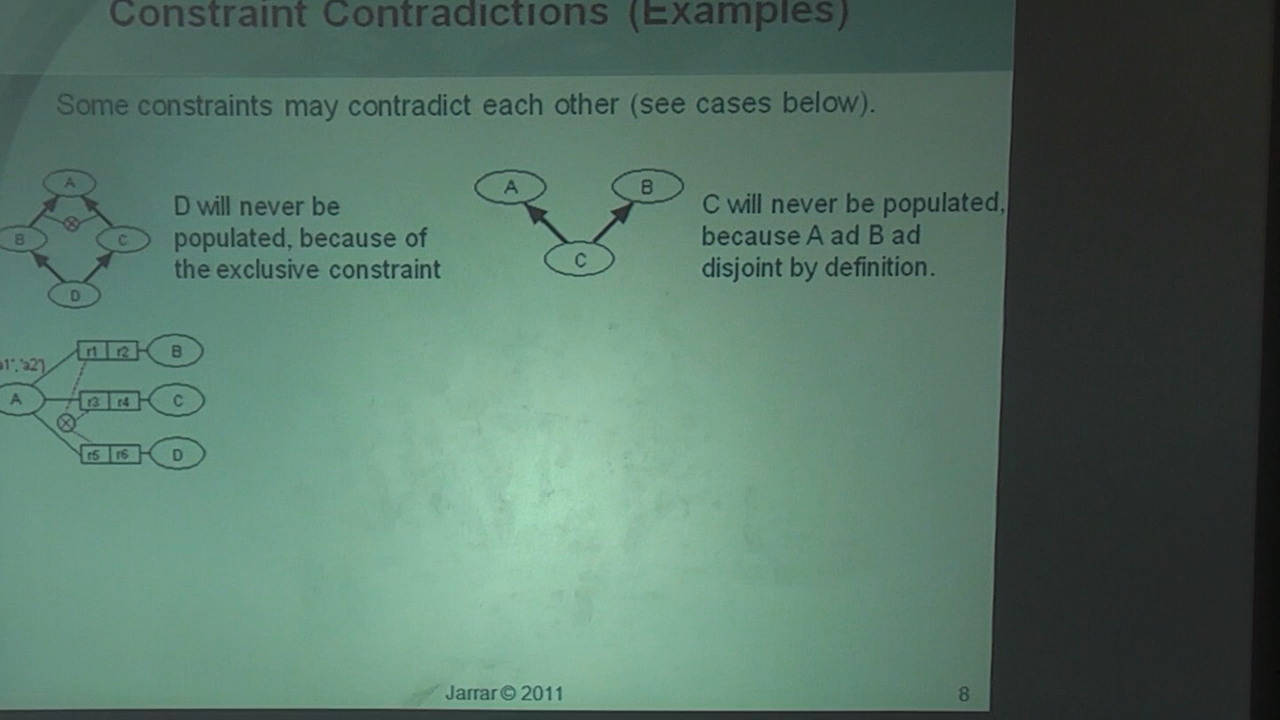 Constraint Contradictions (Examples)
Some constraints may contradict each other (see cases below).
A
B
C
D
D will never be
populated, because of
the exclusive constraint
A
B
C
C will never be populated,
because A ad B ad
disjoint by definition.
r1 r2 B
a1','a2'}
A
r3 r4 C
r5 r6 D
Jarrar © 2011
8